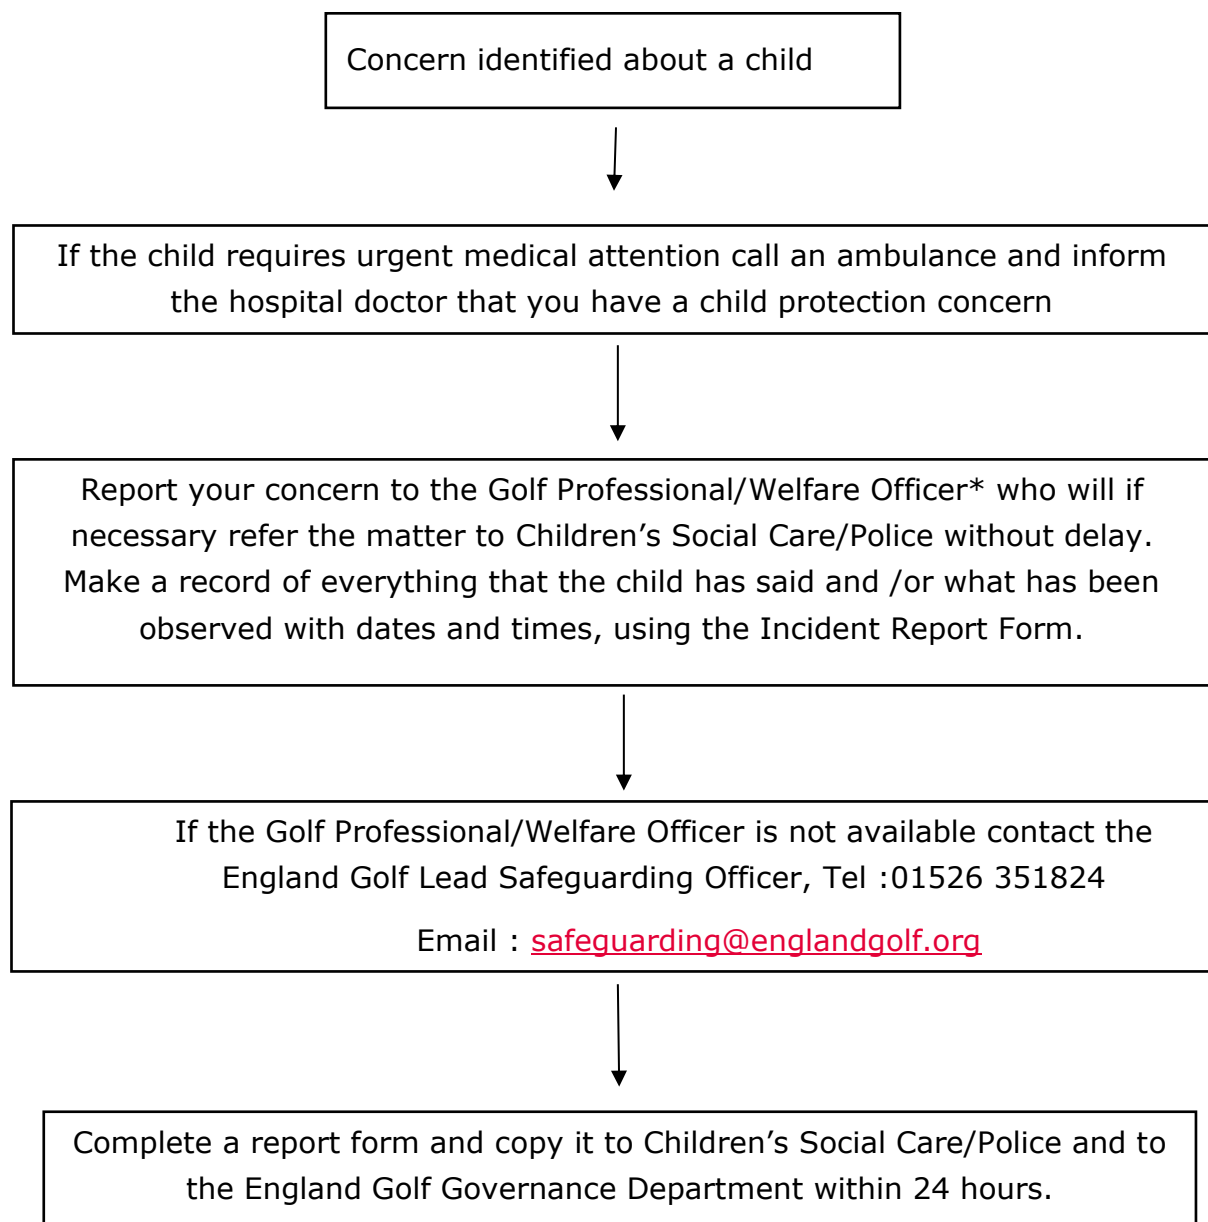 Concern identified about a child
If the child requires urgent medical attention call an ambulance and inform
the hospital doctor that you have a child protection concern
Report your concern to the Golf Professional/Welfare Officer* who will if
necessary refer the matter to Children’s Social Care/Police without delay.
Make a record of everything that the child has said and /or what has been
observed with dates and times, using the Incident Report Form.
If the Golf Professional/Welfare Officer is not available contact the
England Golf Lead Safeguarding Officer, Tel :01526 351824
Email : safeguarding@englandgolf.org
Complete a report form and copy it to Children’s Social Care/Police and to
the England Golf Governance Department within 24 hours.